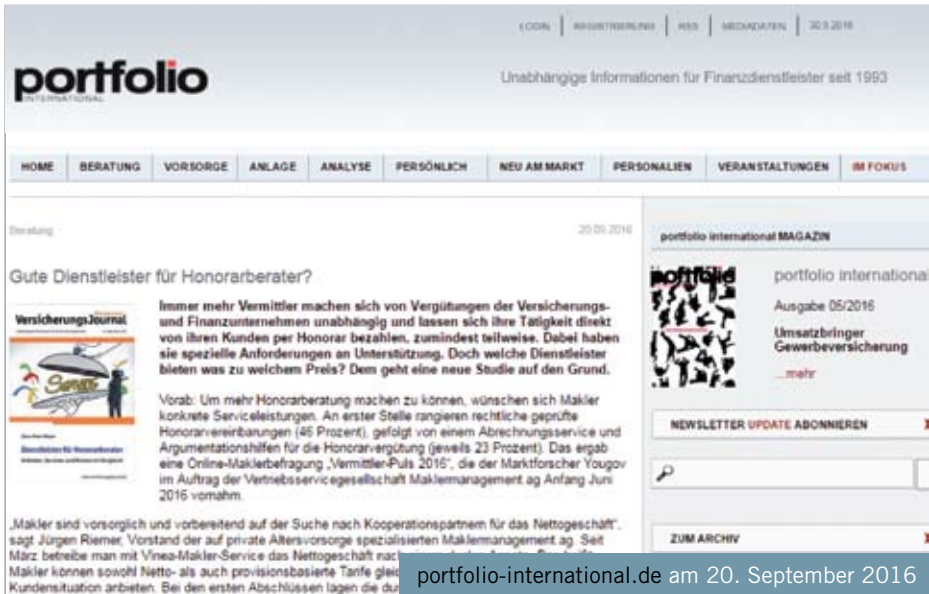 LOGIN | REGISTRIERUNG | RSS | MEDIADATEN | 30.9.2016
portfolio
INTERNATIONAL
Unabhängige Informationen für Finanzdienstleister seit 1993
HOME BERATUNG VORSORGE ANLAGE ANALYSE PERSÖNLICH NEU AM MARKT PERSONALIEN VERANSTALTUNGEN IM FOKUS
Beratung
20.09.2016
Gute Dienstleister für Honorarberater?
VersicherungsJournal
Service
Dienstleister für Honorarberater
Immer mehr Vermittler machen sich von Vergütungen der Versicherungs-
und Finanzunternehmen unabhängig und lassen sich ihre Tätigkeit direkt
von ihren Kunden per Honorar bezahlen, zumindest teilweise. Dabei haben
sie spezielle Anforderungen an Unterstützung. Doch welche Dienstleister
bieten was zu welchem Preis? Dem geht eine neue Studie auf den Grund.
Vorab: Um mehr Honorarberatung machen zu können, wünschen sich Makler
konkrete Serviceleistungen. An erster Stelle rangieren rechtliche geprüfte
Honorarvereinbarungen (46 Prozent), gefolgt von einem Abrechnungsservice und
Argumentationshilfen für die Honorarvergütung (jeweils 23 Prozent). Das ergab
eine Online-Maklerbefragung „Vermittler-Puls 2016“, die der Marktforscher Yougov
im Auftrag der Vertriebsservicegesellschaft Maklermanagement ag Anfang Juni
2016 vornahm.
„Makler sind vorsorglich und vorbereitend auf der Suche nach Kooperationspartnern für das Nettogeschäft“,
sagt Jürgen Riemer, Vorstand der auf private Altersvorsorge spezialisierten Maklermanagement ag. Seit
März betreibe man mit Vinea-Makler-Service das Nettogeschäft nach
Makler können sowohl Netto- als auch provisionsbasierte Tarife
Kundensituation anbieten. Bei den ersten Abschlüssen lagen die
portfolio international MAGAZIN
portfolio
portfolio international
Ausgabe 05/2016
Umsatzbringer
Gewerbeversicherung
...mehr
NEWSLETTER UPDATE ABONNIEREN
ZUM ARCHIV
portfolio-international.de am 20. September 2016